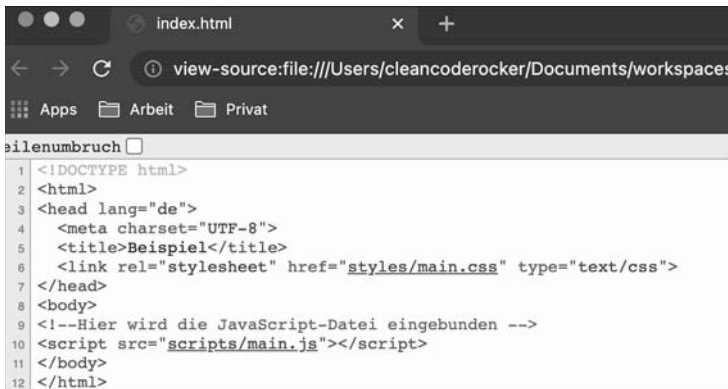 index.html
view-source:file:///Users/cleancoderocker/Documents/workspaces
Apps Arbeit Privat
eilenumbruch
1 <!DOCTYPE html>
2 <html>
3 <head lang="de">
4   <meta charset="UTF-8">
5   <title>Beispiel</title>
6   <link rel="stylesheet" href="styles/main.css" type="text/css">
7 </head>
8 <body>
9 <!--Hier wird die JavaScript-Datei eingebunden -->
10 <script src="scripts/main.js"></script>
11 </body>
12 </html>